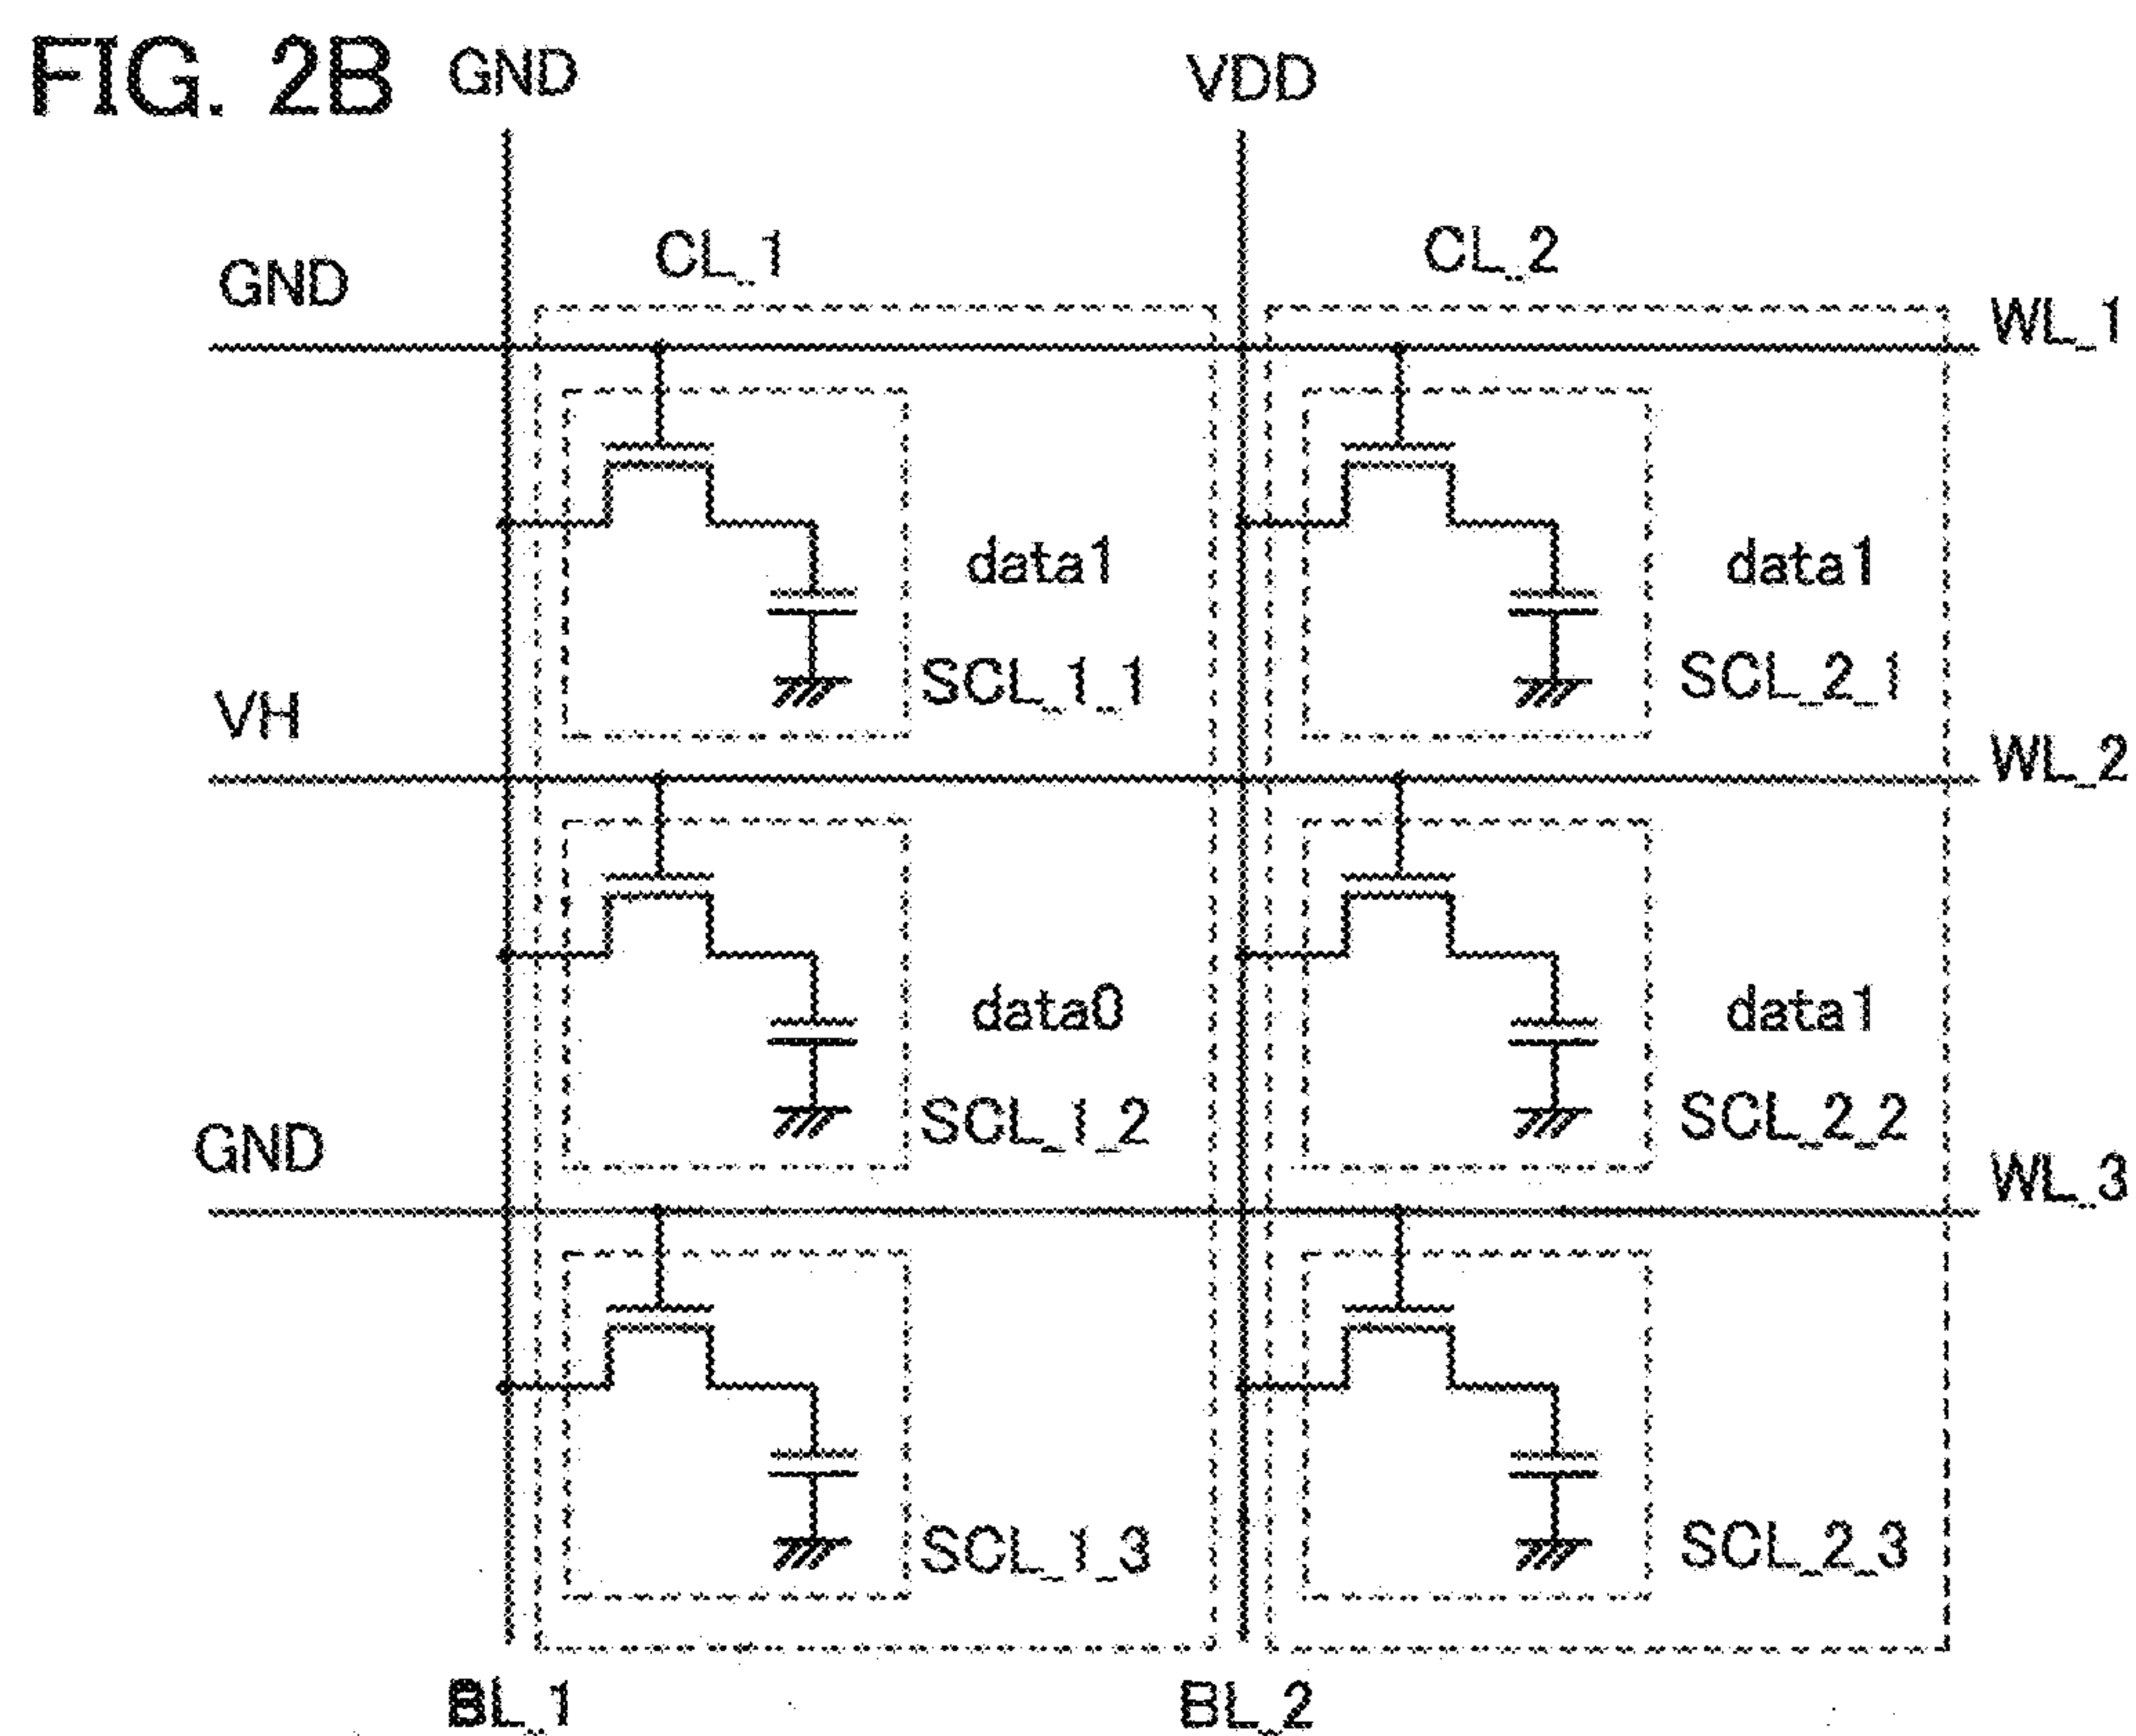 FIG. 2B
GND
VDD
CL_1
CL_2
GND
WL_1
data1
data1
SCL_1_1
SCL_2_1
VH
WL_2
data0
data1
SCL_1_2
SCL_2_2
GND
WL_3
SCL_1_3
SCL_2_3
BL_1
BL_2